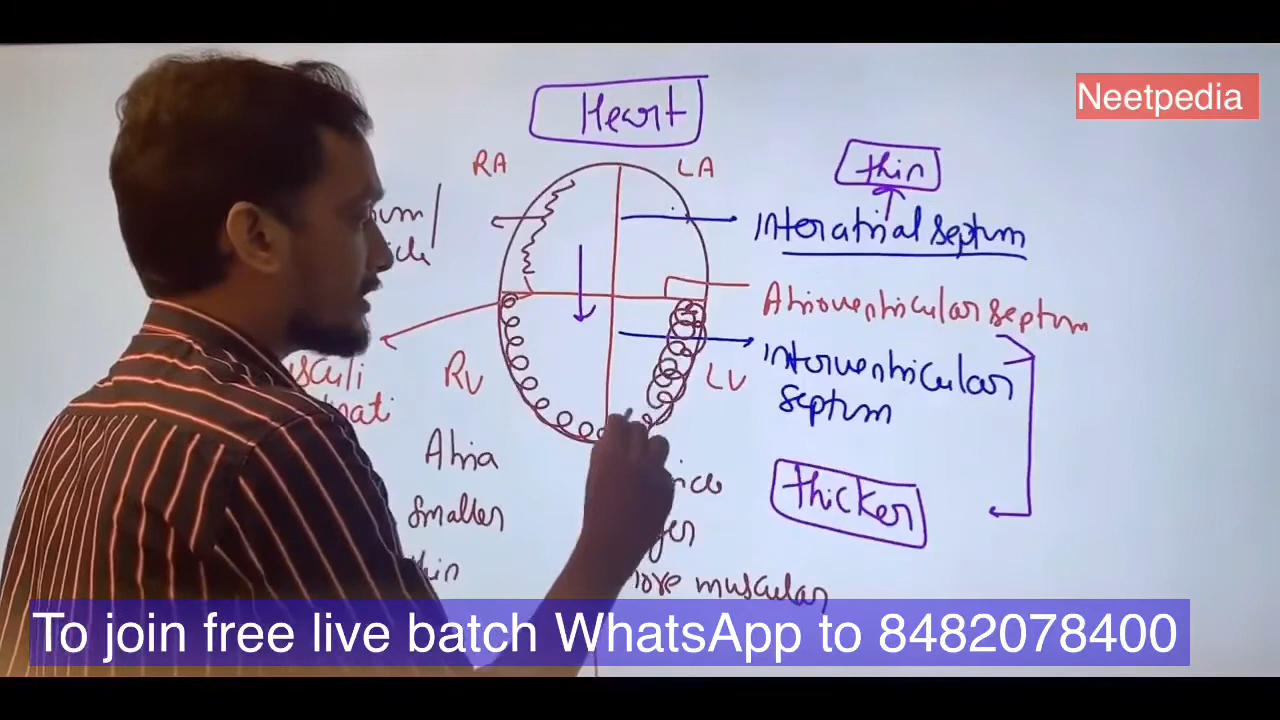 Neetpedia
Heart
RA
LA
thin
Interatrial septum
Atrioventricular septum
Interventricular
septum
RV
LV
Atria
smaller
thicker
more muscular
To join free live batch WhatsApp to 8482078400